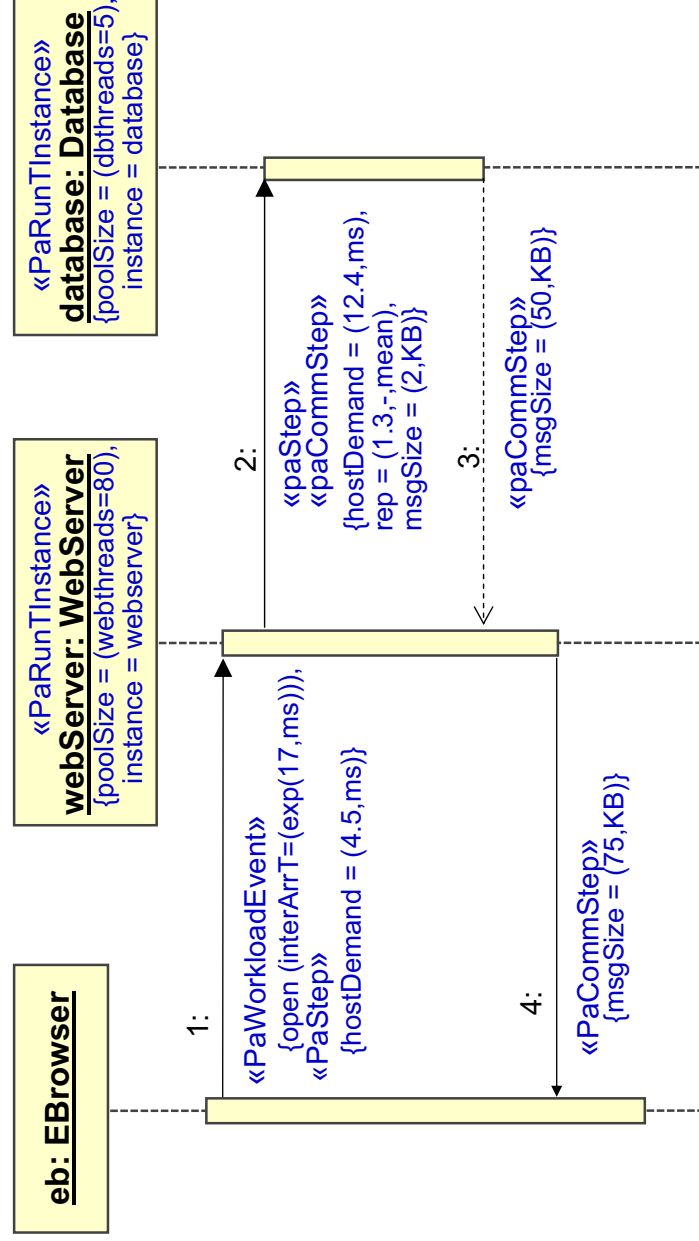 eb: EBrowser
«PaRunTInstance»
webServer: WebServer
{poolSize = (webthreads=80),
instance = webserver}
«PaRunTInstance»
database: Database
{poolSize = (dbthreads=5),
instance = database}
1:
«PaWorkloadEvent»
{open (interArrT=(exp(17,ms))),
«PaStep»
{hostDemand = (4.5,ms)}
2:
«paStep»
«paCommStep»
{hostDemand = (12.4,ms),
rep = (1.3,-,mean),
msgSize = (2,KB)}
3:
«paCommStep»
{msgSize = (50,KB)}
4:
«PaCommStep»
{msgSize = (75,KB)}